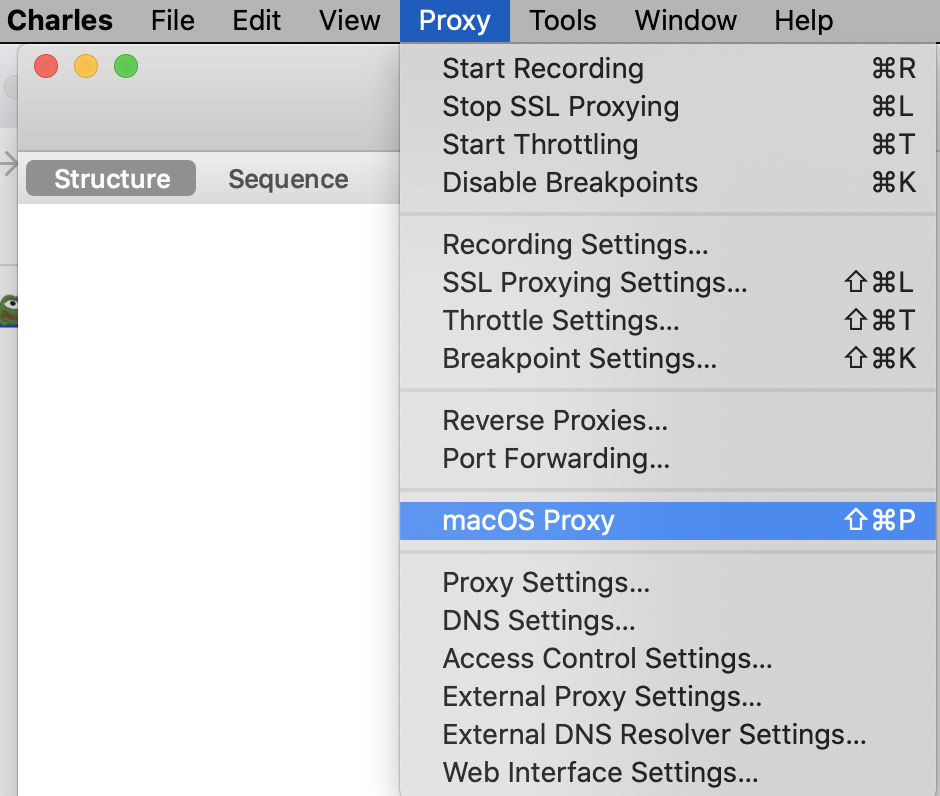 Charles File Edit View Proxy Tools Window Help
Start Recording ⌘R
Stop SSL Proxying ⌘L
Start Throttling ⌘T
Disable Breakpoints ⌘K
Structure Sequence
Recording Settings...
SSL Proxying Settings... ⇧⌘L
Throttle Settings... ⇧⌘T
Breakpoint Settings... ⇧⌘K
Reverse Proxies...
Port Forwarding...
macOS Proxy ⇧⌘P
Proxy Settings...
DNS Settings...
Access Control Settings...
External Proxy Settings...
External DNS Resolver Settings...
Web Interface Settings...